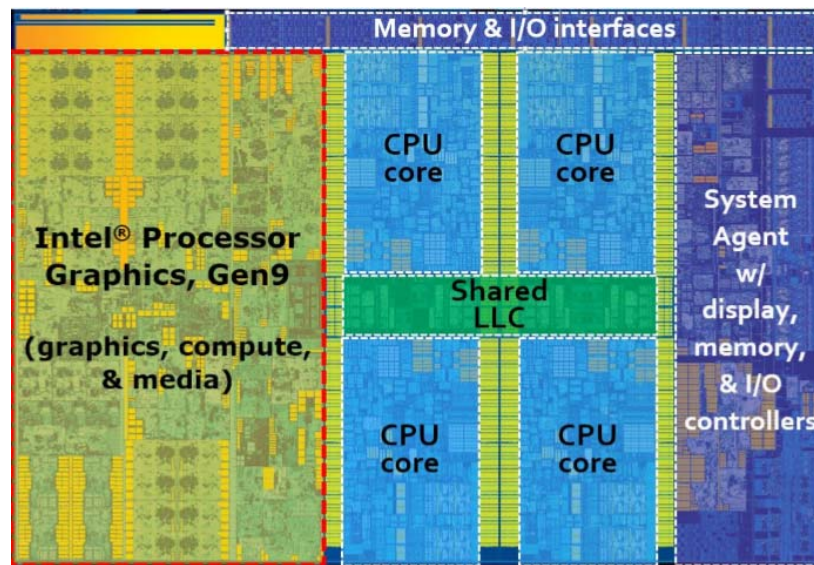 Memory & I/O interfaces
CPU
core
CPU
core
Intel® Processor
Graphics, Gen9
(graphics, compute,
& media)
Shared
LLC
System
Agent
w/
display,
memory,
& I/O
controllers
CPU
core
CPU
core